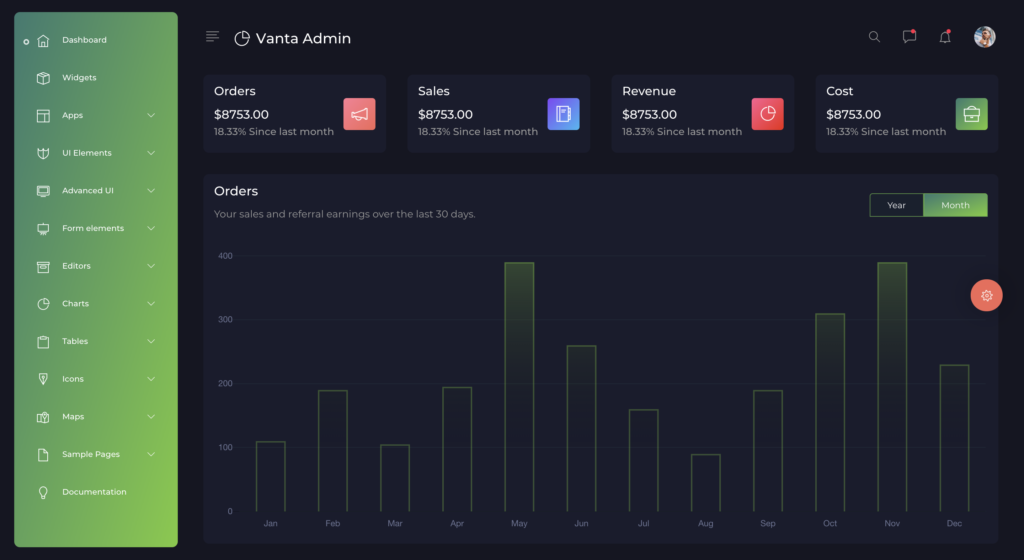 Dashboard
Widgets
Apps
UI Elements
Advanced UI
Form elements
Editors
Charts
Tables
Icons
Maps
Sample Pages
Documentation
Vanta Admin
Orders
$8753.00
18.33% Since last month
Sales
$8753.00
18.33% Since last month
Revenue
$8753.00
18.33% Since last month
Cost
$8753.00
18.33% Since last month
Orders
Your sales and referral earnings over the last 30 days.
Year Month
400
300
200
100
0
Jan Feb Mar Apr May Jun Jul Aug Sep Oct Nov Dec